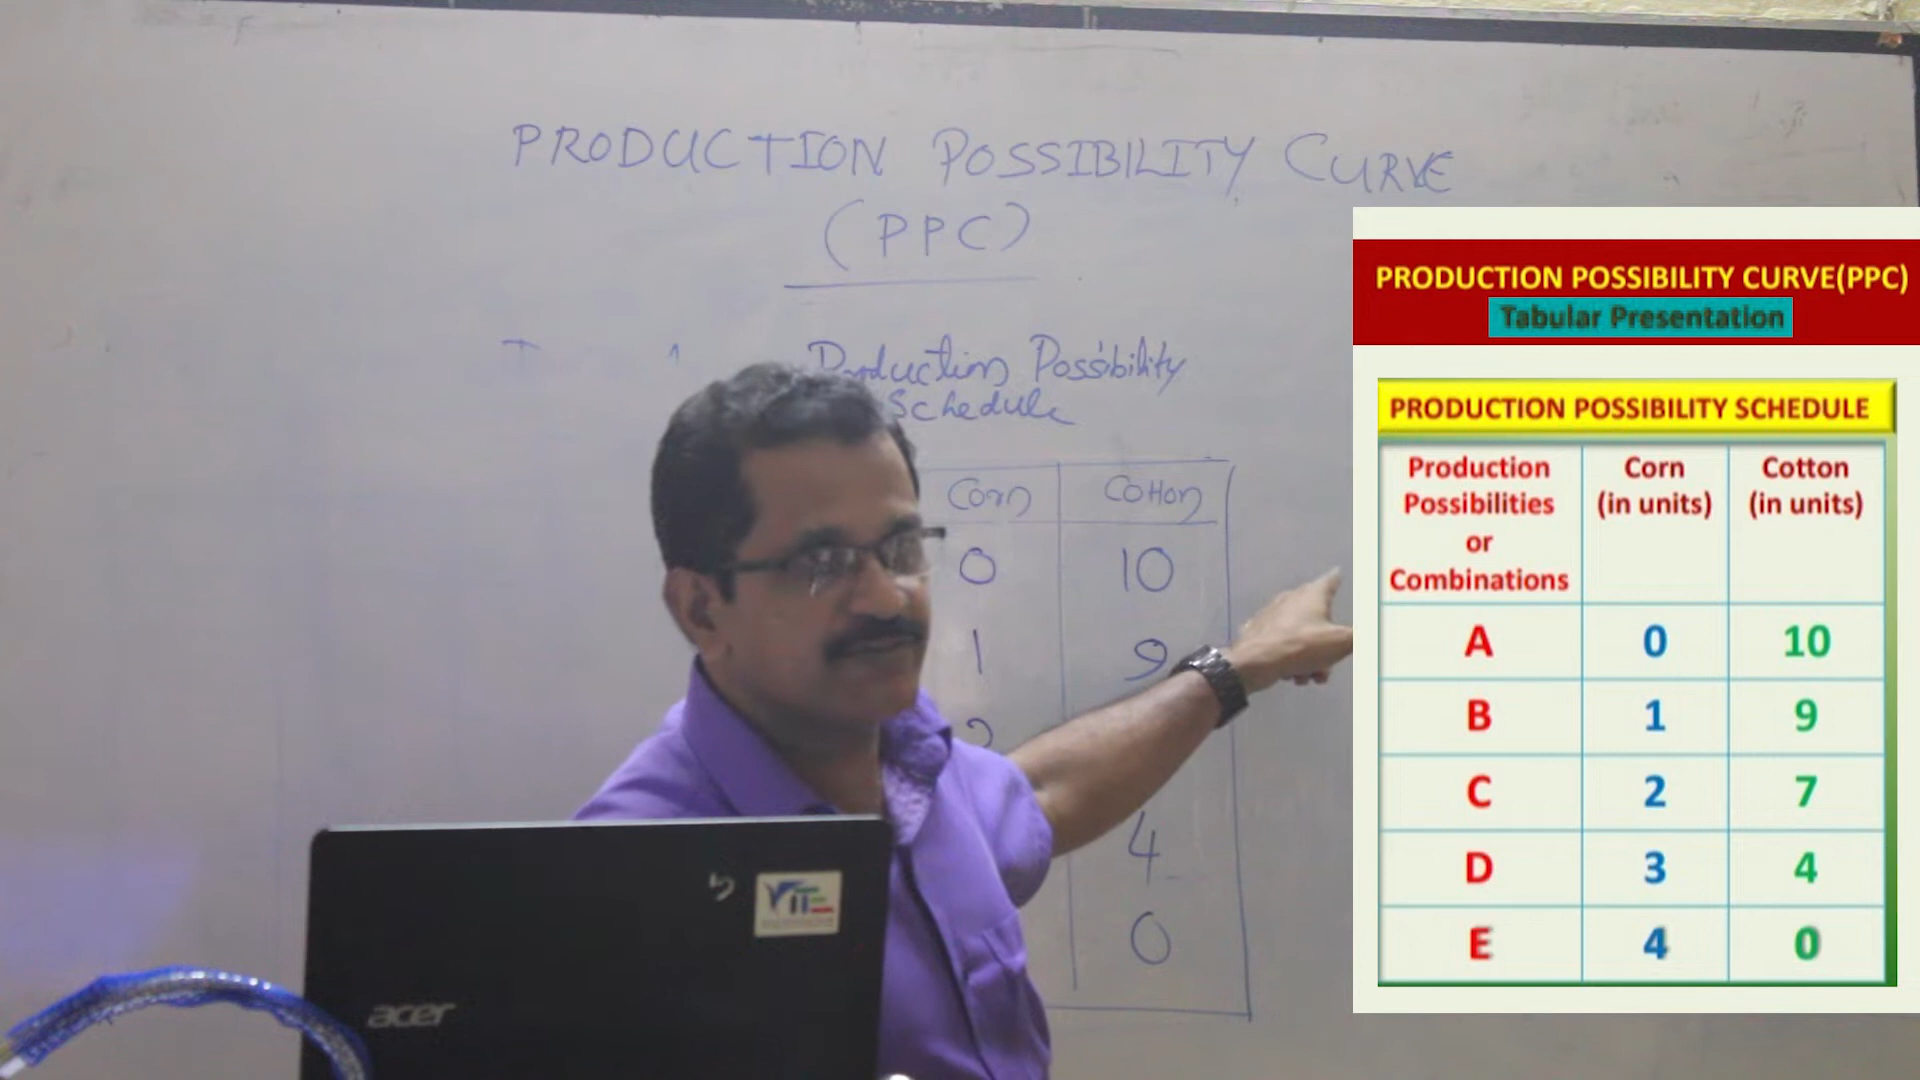 PRODUCTION POSSIBILITY CURVE
(PPC)
Production Possibility
Schedule
Corn Cotton
0 10
1 9
2
4
0
acer
PRODUCTION POSSIBILITY CURVE(PPC)
Tabular Presentation
PRODUCTION POSSIBILITY SCHEDULE
Production Corn Cotton
Possibilities (in units) (in units)
or
Combinations
A 0 10
B 1 9
C 2 7
D 3 4
E 4 0